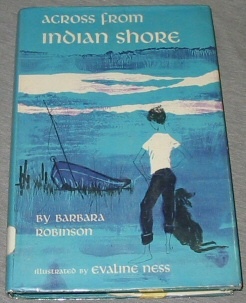 ACROSS FROM
INDIAN SHORE
BY BARBARA
ROBINSON
ILLUSTRATED BY EVALINE NESS